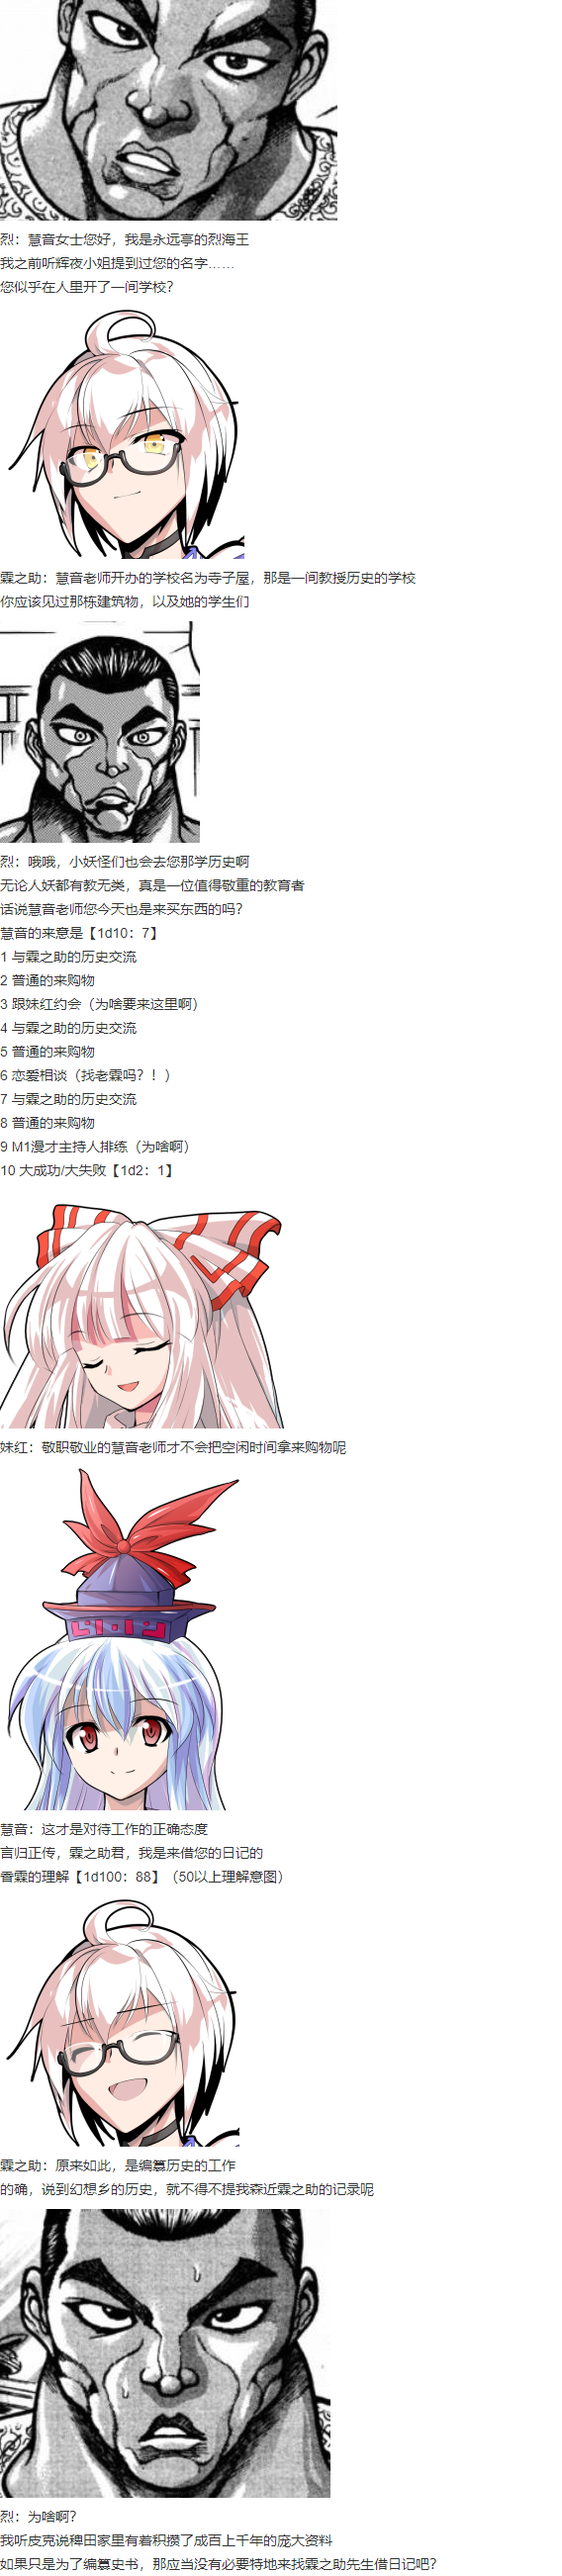 烈：慧音女士您好，我是永远亭的烈海王
我之前听辉夜小姐提到过您的名字……
您似乎在人里开了一间学校？
霖之助：慧音老师开办的学校名为寺子屋，那是一间教授历史的学校
你应该见过那栋建筑物，以及她的学生们
烈：哦哦，小妖怪们也会去您那学历史啊
无论人妖都有教无类，真是一位值得敬重的教育者
话说慧音老师您今天也是来买东西的吗？
慧音的来意是【1d10：7】
1 与霖之助的历史交流
2 普通的来购物
3 跟妹红约会（为啥要来这里啊）
4 与霖之助的历史交流
5 普通的来购物
6 恋爱相谈（找老霖吗？！）
7 与霖之助的历史交流
8 普通的来购物
9 M1漫才主持人排练（为啥啊）
10 大成功/大失败【1d2：1】
妹红：敬职敬业的慧音老师才不会把空闲时间拿来购物呢
慧音：这才是对待工作的正确态度
言归正传，霖之助君，我是来借您的日记的
香霖的理解【1d100：88】（50以上理解意图）
霖之助：原来如此，是编篡历史的工作
的确，说到幻想乡的历史，就不得不提我森近霖之助的记录呢
烈：为啥啊？
我听皮克说稗田家里有着积攒了成百上千年的庞大资料
如果只是为了编篡史书，那应当没有必要特地来找霖之助先生借日记吧？